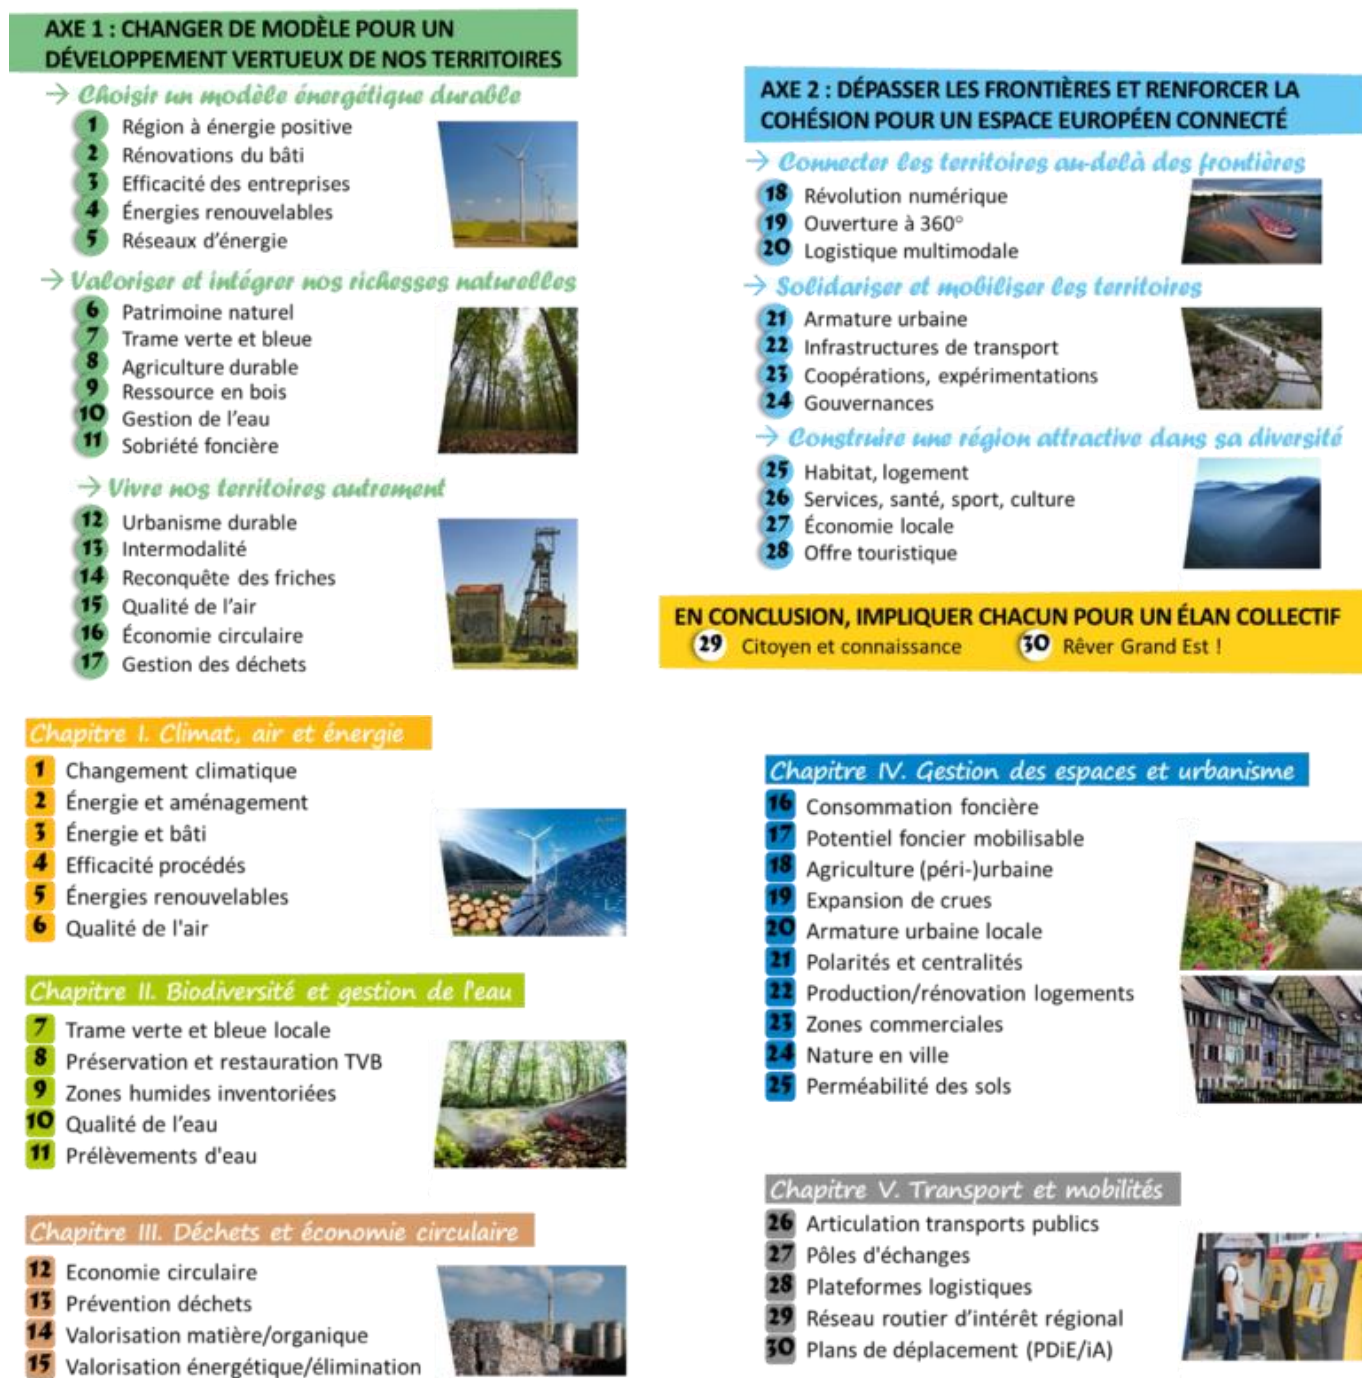 AXE 1 : CHANGER DE MODÈLE POUR UN
DÉVELOPPEMENT VERTUEUX DE NOS TERRITOIRES
→ Choisir un modèle énergétique durable
1 Région à énergie positive
2 Rénovations du bâti
3 Efficacité des entreprises
4 Énergies renouvelables
5 Réseaux d'énergie
→ Valoriser et intégrer nos richesses naturelles
6 Patrimoine naturel
7 Trame verte et bleue
8 Agriculture durable
9 Ressource en bois
10 Gestion de l'eau
11 Sobriété foncière
→ Vivre nos territoires autrement
12 Urbanisme durable
13 Intermodalité
14 Reconquête des friches
15 Qualité de l'air
16 Économie circulaire
17 Gestion des déchets
AXE 2 : DÉPASSER LES FRONTIÈRES ET RENFORCER LA
COHÉSION POUR UN ESPACE EUROPÉEN CONNECTÉ
→ Connecter les territoires au-delà des frontières
18 Révolution numérique
19 Ouverture à 360°
20 Logistique multimodale
→ Solidariser et mobiliser les territoires
21 Armature urbaine
22 Infrastructures de transport
23 Coopérations, expérimentations
24 Gouvernances
→ Construire une région attractive dans sa diversité
25 Habitat, logement
26 Services, santé, sport, culture
27 Économie locale
28 Offre touristique
EN CONCLUSION, IMPLIQUER CHACUN POUR UN ÉLAN COLLECTIF
29 Citoyen et connaissance 30 Rêver Grand Est !
Chapitre I. Climat, air et énergie
1 Changement climatique
2 Énergie et aménagement
3 Énergie et bâti
4 Efficacité procédés
5 Énergies renouvelables
6 Qualité de l'air
Chapitre II. Biodiversité et gestion de l'eau
7 Trame verte et bleue locale
8 Préservation et restauration TVB
9 Zones humides inventoriées
10 Qualité de l'eau
11 Prélèvements d'eau
Chapitre III. Déchets et économie circulaire
12 Economie circulaire
13 Prévention déchets
14 Valorisation matière/organique
15 Valorisation énergétique/élimination
Chapitre IV. Gestion des espaces et urbanisme
16 Consommation foncière
17 Potentiel foncier mobilisable
18 Agriculture (péri-)urbaine
19 Expansion de crues
20 Armature urbaine locale
21 Polarités et centralités
22 Production/rénovation logements
23 Zones commerciales
24 Nature en ville
25 Perméabilité des sols
Chapitre V. Transport et mobilités
26 Articulation transports publics
27 Pôles d'échanges
28 Plateformes logistiques
29 Réseau routier d'intérêt régional
30 Plans de déplacement (PDiE/iA)